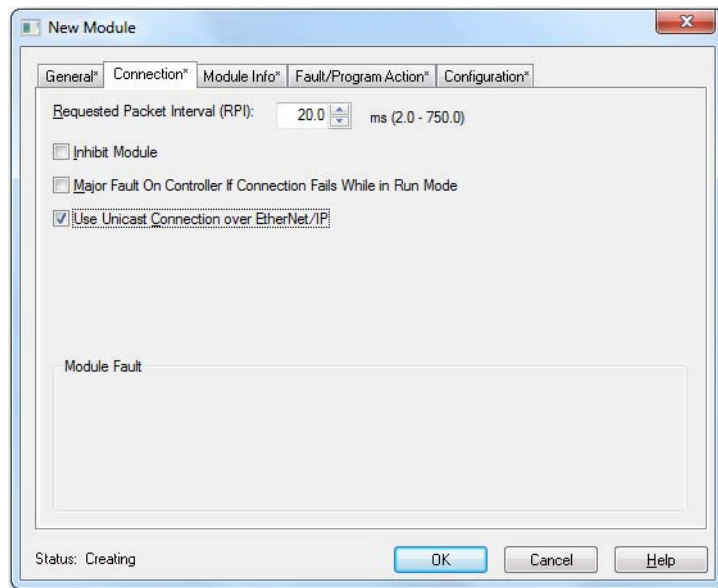 New Module
General* Connection* Module Info* Fault/Program Action* Configuration*
Requested Packet Interval (RPI): 20.0 ms (2.0 - 750.0)
Inhibit Module
Major Fault On Controller If Connection Fails While in Run Mode
Use Unicast Connection over EtherNet/IP
Module Fault
Status: Creating OK Cancel Help